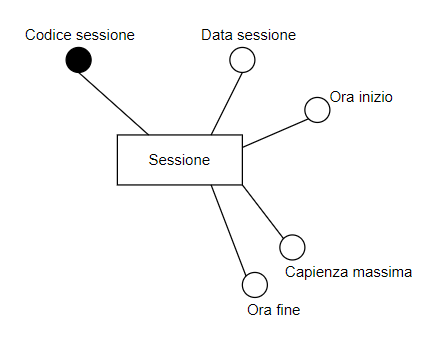 Codice sessione
Data sessione
Ora inizio
Sessione
Capienza massima
Ora fine